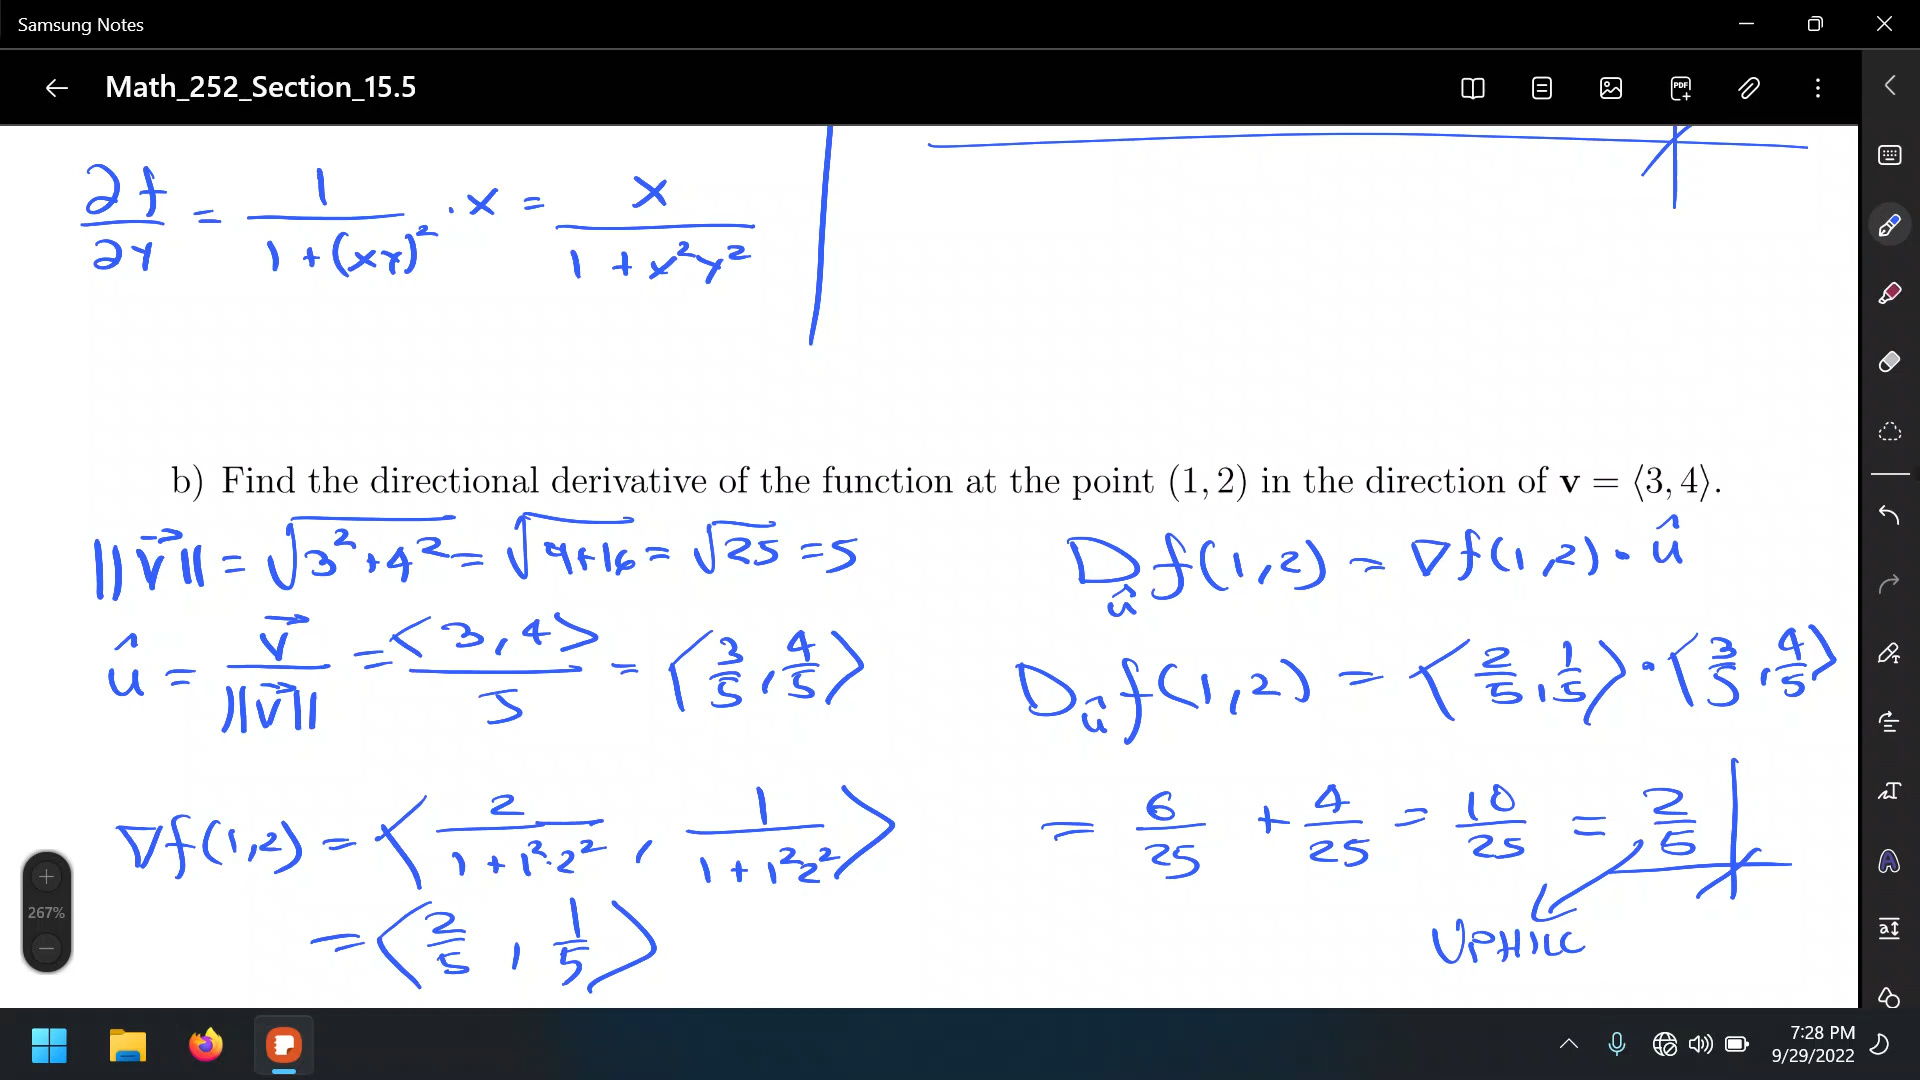 Samsung Notes
Math_252_Section_15.5
∂f/∂y = 1/(1 + (xy)²) · x = x/(1 + x²y²)
b) Find the directional derivative of the function at the point (1, 2) in the direction of v = ⟨3, 4⟩.
||v⃗|| = √(3² + 4²) = √(9+16) = √25 = 5
û = v⃗/||v⃗|| = <3, 4>/5 = ⟨3/5, 4/5⟩
∇f(1,2) = ⟨2/(1 + 1²·2²), 1/(1 + 1²2²)⟩
= ⟨2/5, 1/5⟩
D_û f(1,2) = ∇f(1,2) · û
D_û f(1,2) = ⟨2/5, 1/5⟩ · ⟨3/5, 4/5⟩
= 6/25 + 4/25 = 10/25 = 2/5
UPHILL
267%
PDF
7:28 PM
9/29/2022